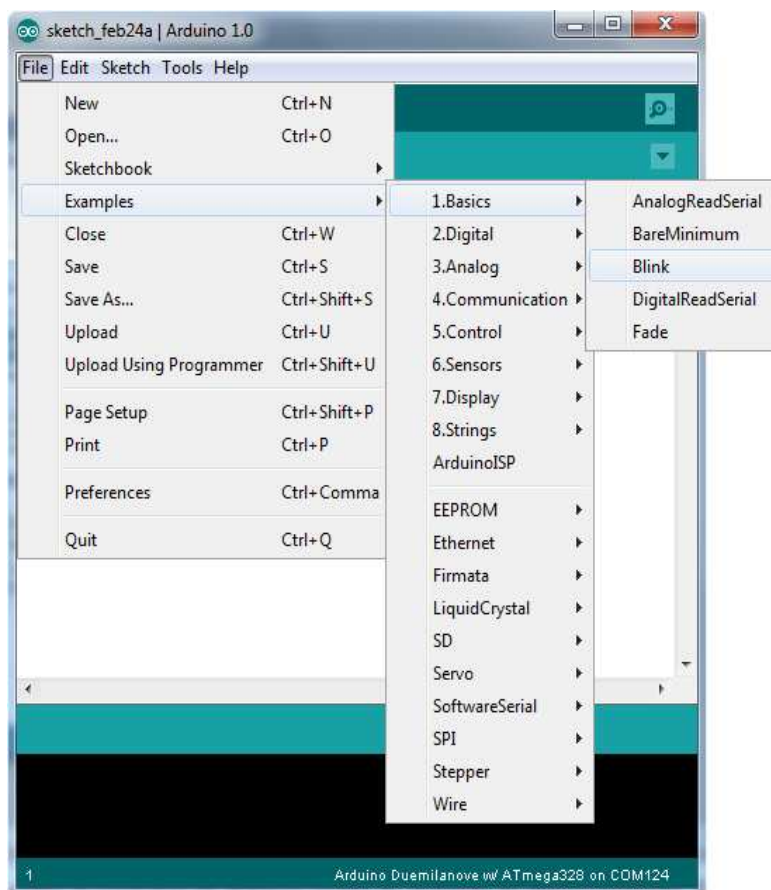 sketch_feb24a | Arduino 1.0
File Edit Sketch Tools Help
New Ctrl+N
Open... Ctrl+O
Sketchbook
Examples
Close Ctrl+W
Save Ctrl+S
Save As... Ctrl+Shift+S
Upload Ctrl+U
Upload Using Programmer Ctrl+Shift+U
Page Setup Ctrl+Shift+P
Print Ctrl+P
Preferences Ctrl+Comma
Quit Ctrl+Q
1.Basics
2.Digital
3.Analog
4.Communication
5.Control
6.Sensors
7.Display
8.Strings
ArduinoISP
EEPROM
Ethernet
Firmata
LiquidCrystal
SD
Servo
SoftwareSerial
SPI
Stepper
Wire
AnalogReadSerial
BareMinimum
Blink
DigitalReadSerial
Fade
1 Arduino Duemilanove w/ ATmega328 on COM124